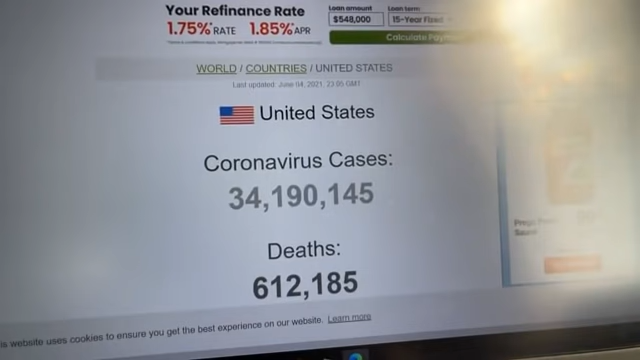 Your Refinance Rate
1.75%* RATE 1.85% APR
Loan amount
$548,000
Loan term
15-Year Fixed
Calculate Payment
WORLD / COUNTRIES / UNITED STATES
Last updated: June 04, 2021, 23:05 GMT
United States
Coronavirus Cases:
34,190,145
Deaths:
612,185
is website uses cookies to ensure you get the best experience on our website. Learn more